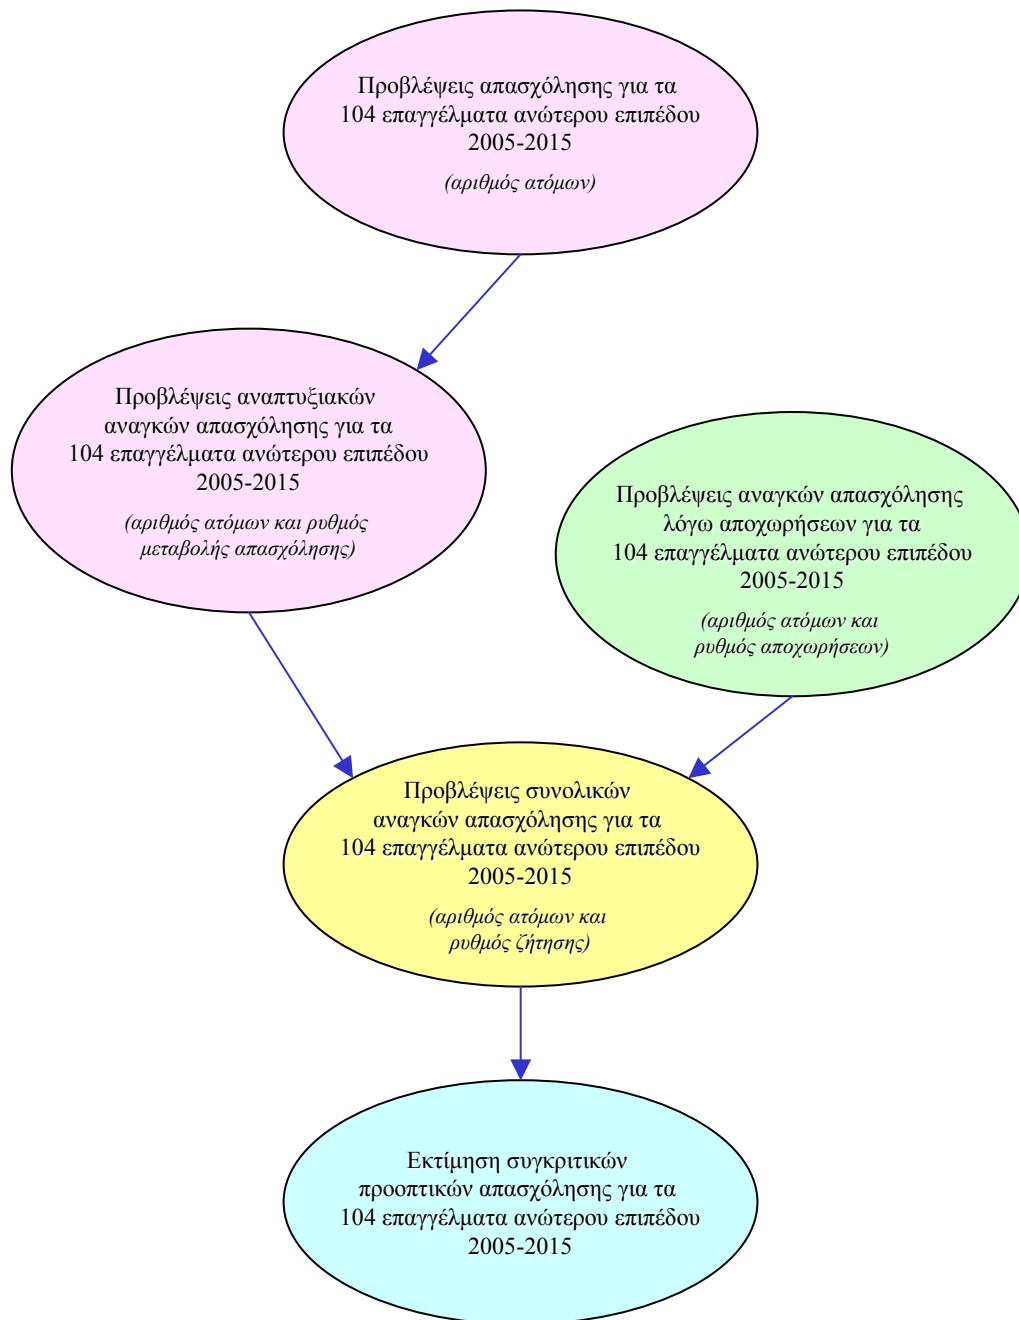 Προβλέψεις απασχόλησης για τα
104 επαγγέλματα ανώτερου επιπέδου
2005-2015
(αριθμός ατόμων)
Προβλέψεις αναπτυξιακών
αναγκών απασχόλησης για τα
104 επαγγέλματα ανώτερου επιπέδου
2005-2015
(αριθμός ατόμων και ρυθμός
μεταβολής απασχόλησης)
Προβλέψεις αναγκών απασχόλησης
λόγω αποχωρήσεων για τα
104 επαγγέλματα ανώτερου επιπέδου
2005-2015
(αριθμός ατόμων και
ρυθμός αποχωρήσεων)
Προβλέψεις συνολικών
αναγκών απασχόλησης για τα
104 επαγγέλματα ανώτερου επιπέδου
2005-2015
(αριθμός ατόμων και
ρυθμός ζήτησης)
Εκτίμηση συγκριτικών
προοπτικών απασχόλησης για τα
104 επαγγέλματα ανώτερου επιπέδου
2005-2015